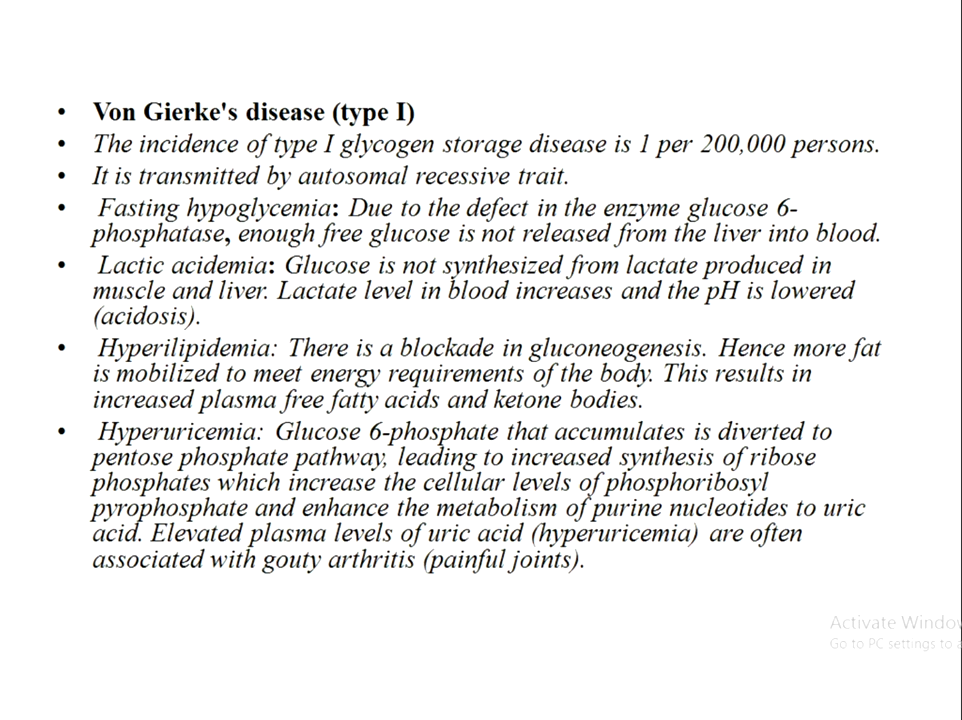 • Von Gierke's disease (type I)
• The incidence of type I glycogen storage disease is 1 per 200,000 persons.
• It is transmitted by autosomal recessive trait.
• Fasting hypoglycemia: Due to the defect in the enzyme glucose 6-
phosphatase, enough free glucose is not released from the liver into blood.
• Lactic acidemia: Glucose is not synthesized from lactate produced in
muscle and liver. Lactate level in blood increases and the pH is lowered
(acidosis).
• Hyperilipidemia: There is a blockade in gluconeogenesis. Hence more fat
is mobilized to meet energy requirements of the body. This results in
increased plasma free fatty acids and ketone bodies.
• Hyperuricemia: Glucose 6-phosphate that accumulates is diverted to
pentose phosphate pathway, leading to increased synthesis of ribose
phosphates which increase the cellular levels of phosphoribosyl
pyrophosphate and enhance the metabolism of purine nucleotides to uric
acid. Elevated plasma levels of uric acid (hyperuricemia) are often
associated with gouty arthritis (painful joints).
Activate Window
Go to PC settings to a